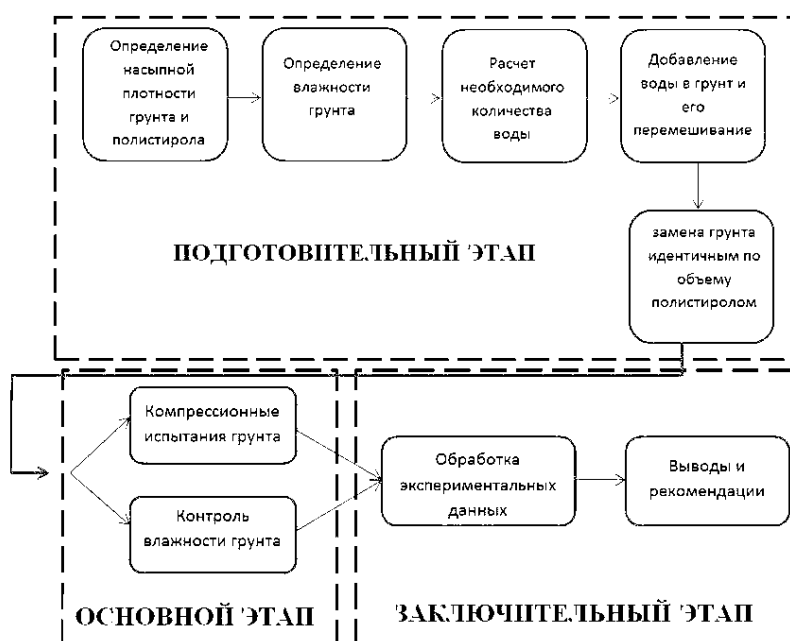 Определение
насыпной
плотности
грунта и
полистирола
Определение
влажности
грунта
Расчет
необходимого
количества
воды
Добавление
воды в грунт и
его
перемешивание
замена грунта
идентичным по
объему
полистиролом
ПОДГОТОВИТЕЛЬНЫЙ ЭТАП
Компрессионные
испытания грунта
Контроль
влажности грунта
ОСНОВНОЙ ЭТАП
Обработка
экспериментальных
данных
Выводы и
рекомендации
ЗАКЛЮЧИТЕЛЬНЫЙ ЭТАП